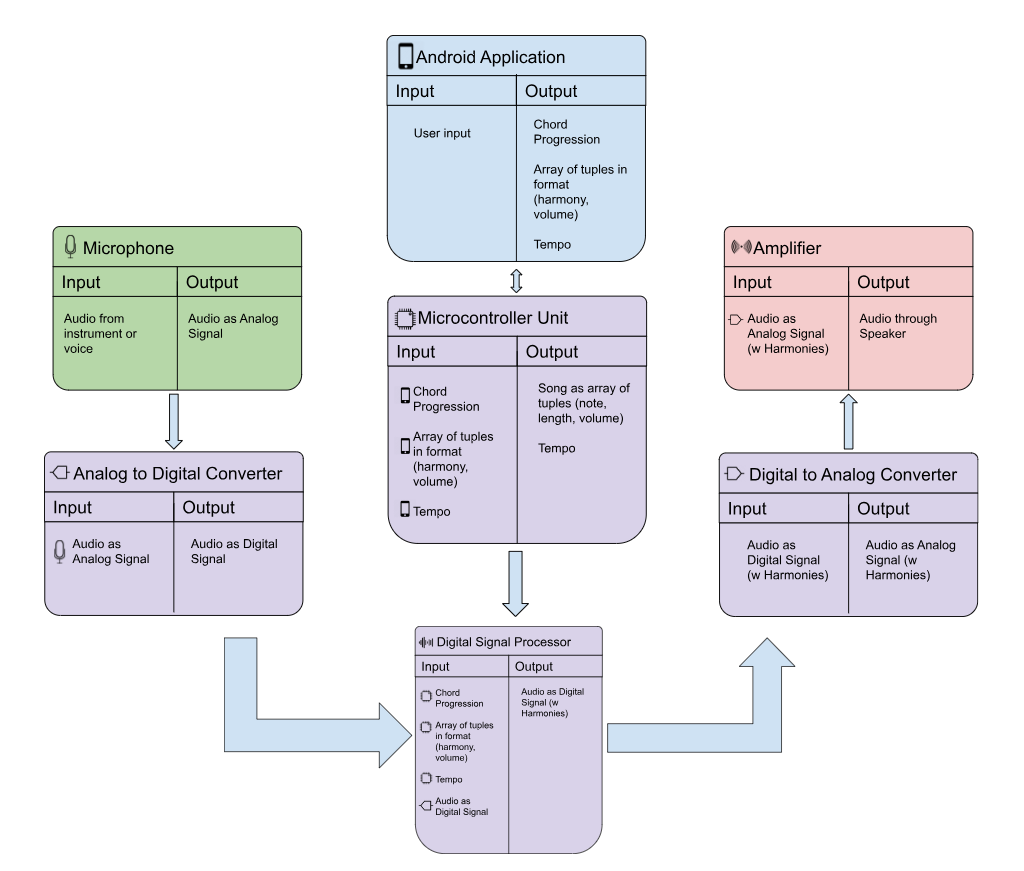 Android Application
Input
Output
User input
Chord
Progression
Array of tuples in
format
(harmony,
volume)
Tempo
Microphone
Input
Output
Audio from
instrument or
voice
Audio as Analog
Signal
Amplifier
Input
Output
Audio as
Analog Signal
(w Harmonies)
Audio through
Speaker
Microcontroller Unit
Input
Output
Chord
Progression
Array of tuples
in format
(harmony,
volume)
Tempo
Song as array of
tuples (note,
length, volume)
Tempo
Analog to Digital Converter
Input
Output
Audio as
Analog Signal
Audio as Digital
Signal
Digital to Analog Converter
Input
Output
Audio as
Digital Signal
(w Harmonies)
Audio as Analog
Signal (w
Harmonies)
Digital Signal Processor
Input
Output
Chord
Progression
Array of tuples
in format
(harmony,
volume)
Tempo
Audio as
Digital Signal
Audio as Digital
Signal (w
Harmonies)